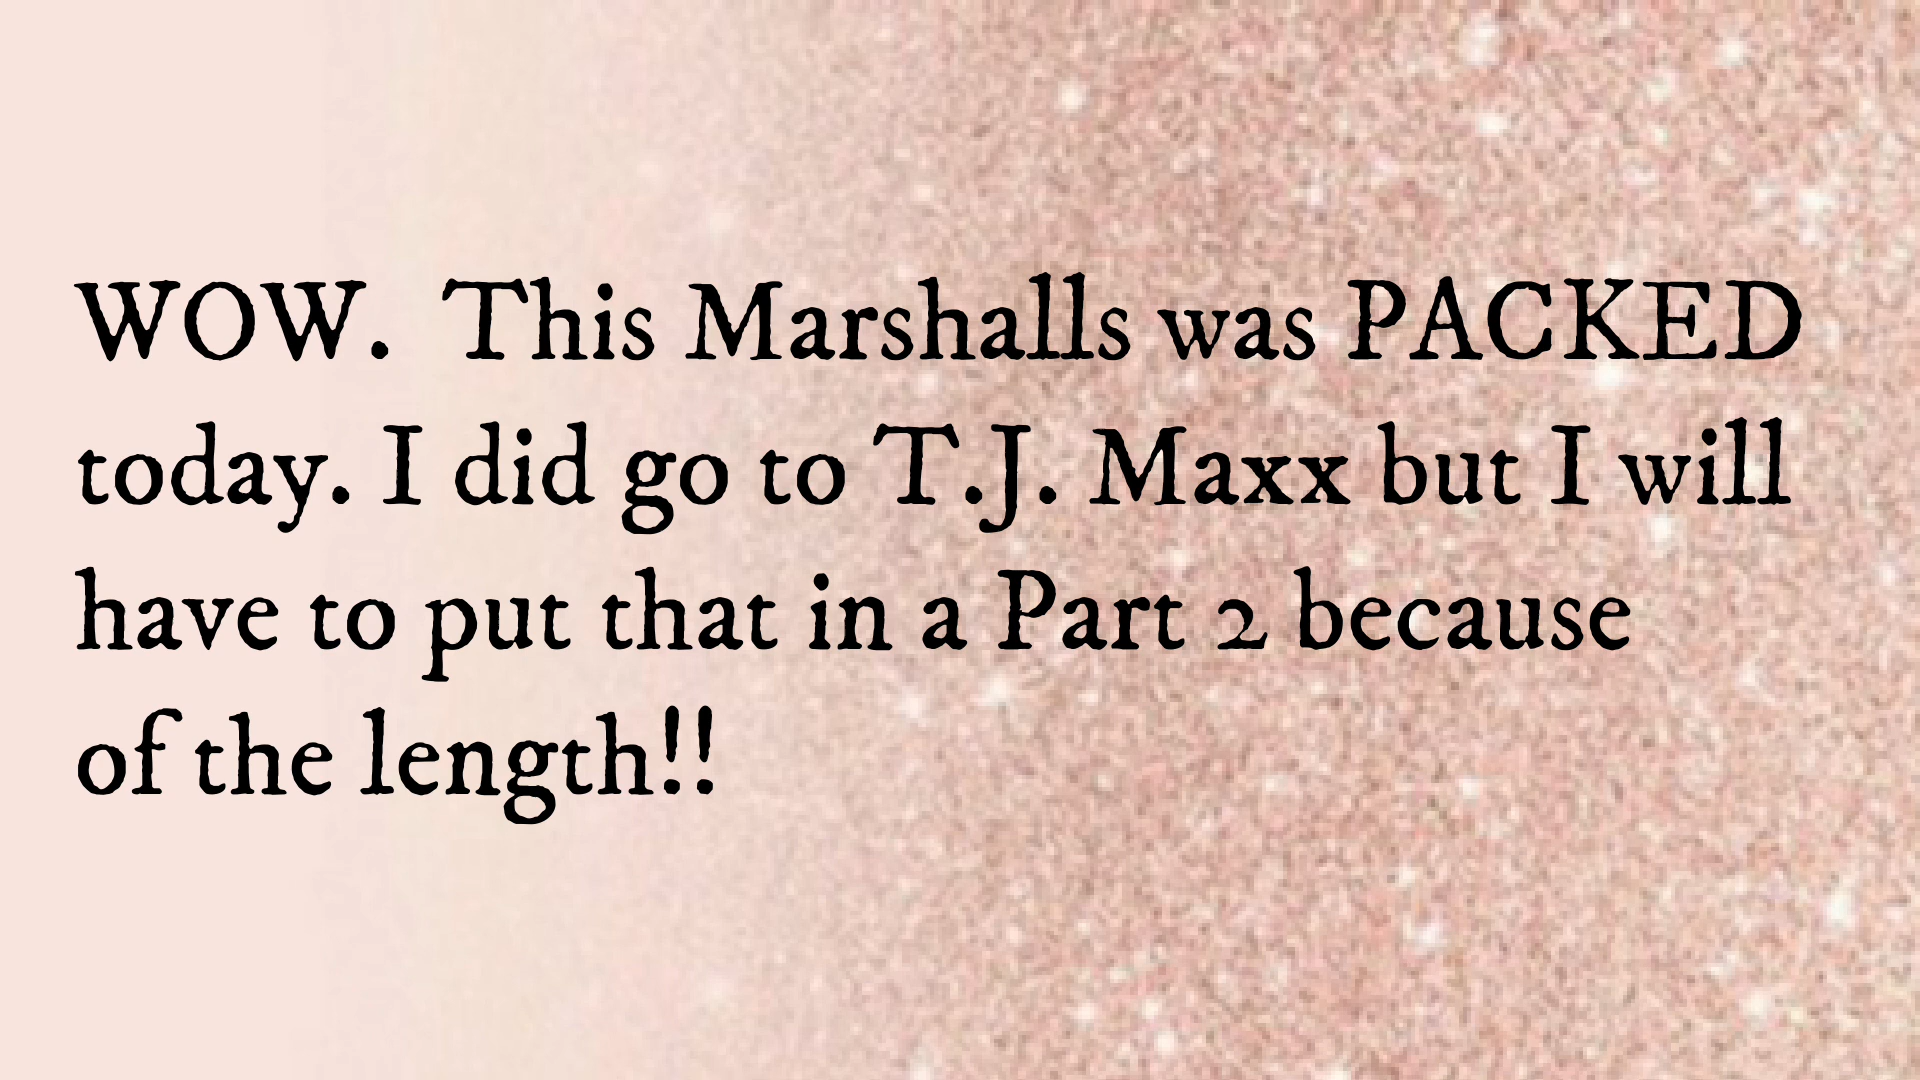 WOW.  This Marshalls was PACKED
today. I did go to T.J. Maxx but I will
have to put that in a Part 2 because
of the length!!